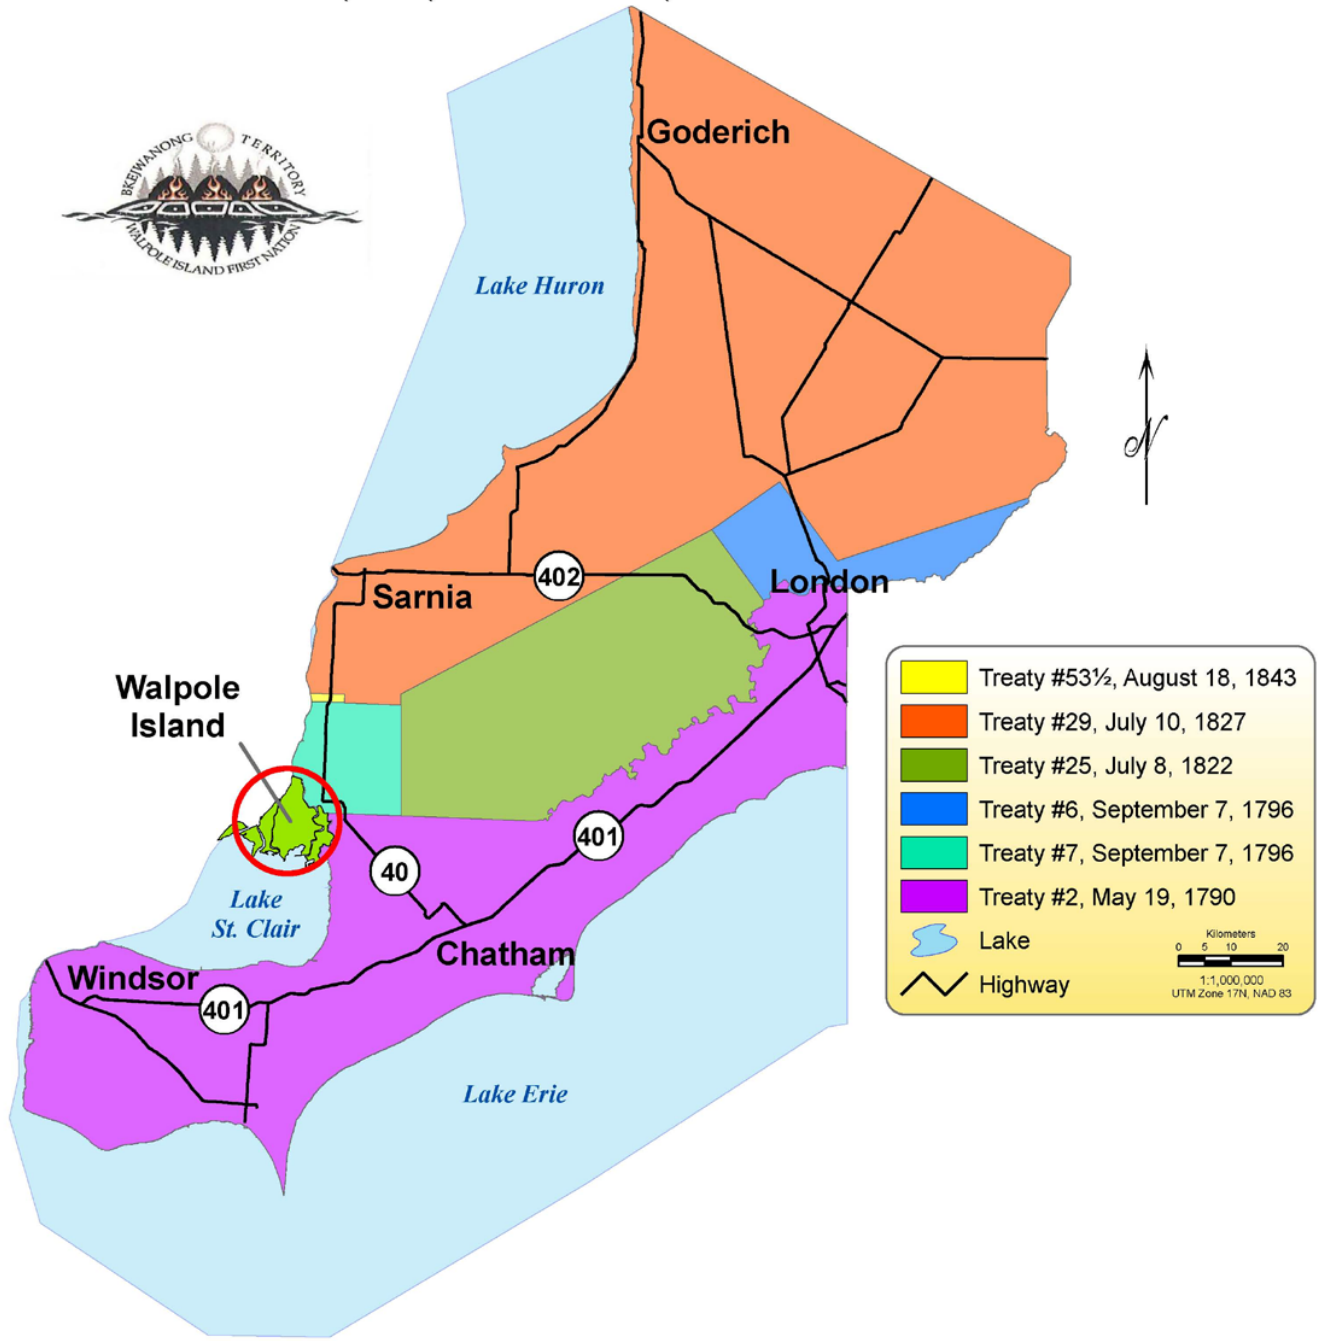 BKEJWANONG TERRITORY
WALPOLE ISLAND FIRST NATION
Goderich
Lake Huron
N
402
Sarnia
London
Walpole
Island
Treaty #53½, August 18, 1843
Treaty #29, July 10, 1827
Treaty #25, July 8, 1822
Treaty #6, September 7, 1796
Treaty #7, September 7, 1796
Treaty #2, May 19, 1790
Lake
Highway
Kilometers
0 5 10 20
1:1,000,000
UTM Zone 17N, NAD 83
401
40
Lake
St. Clair
Chatham
Windsor
401
Lake Erie